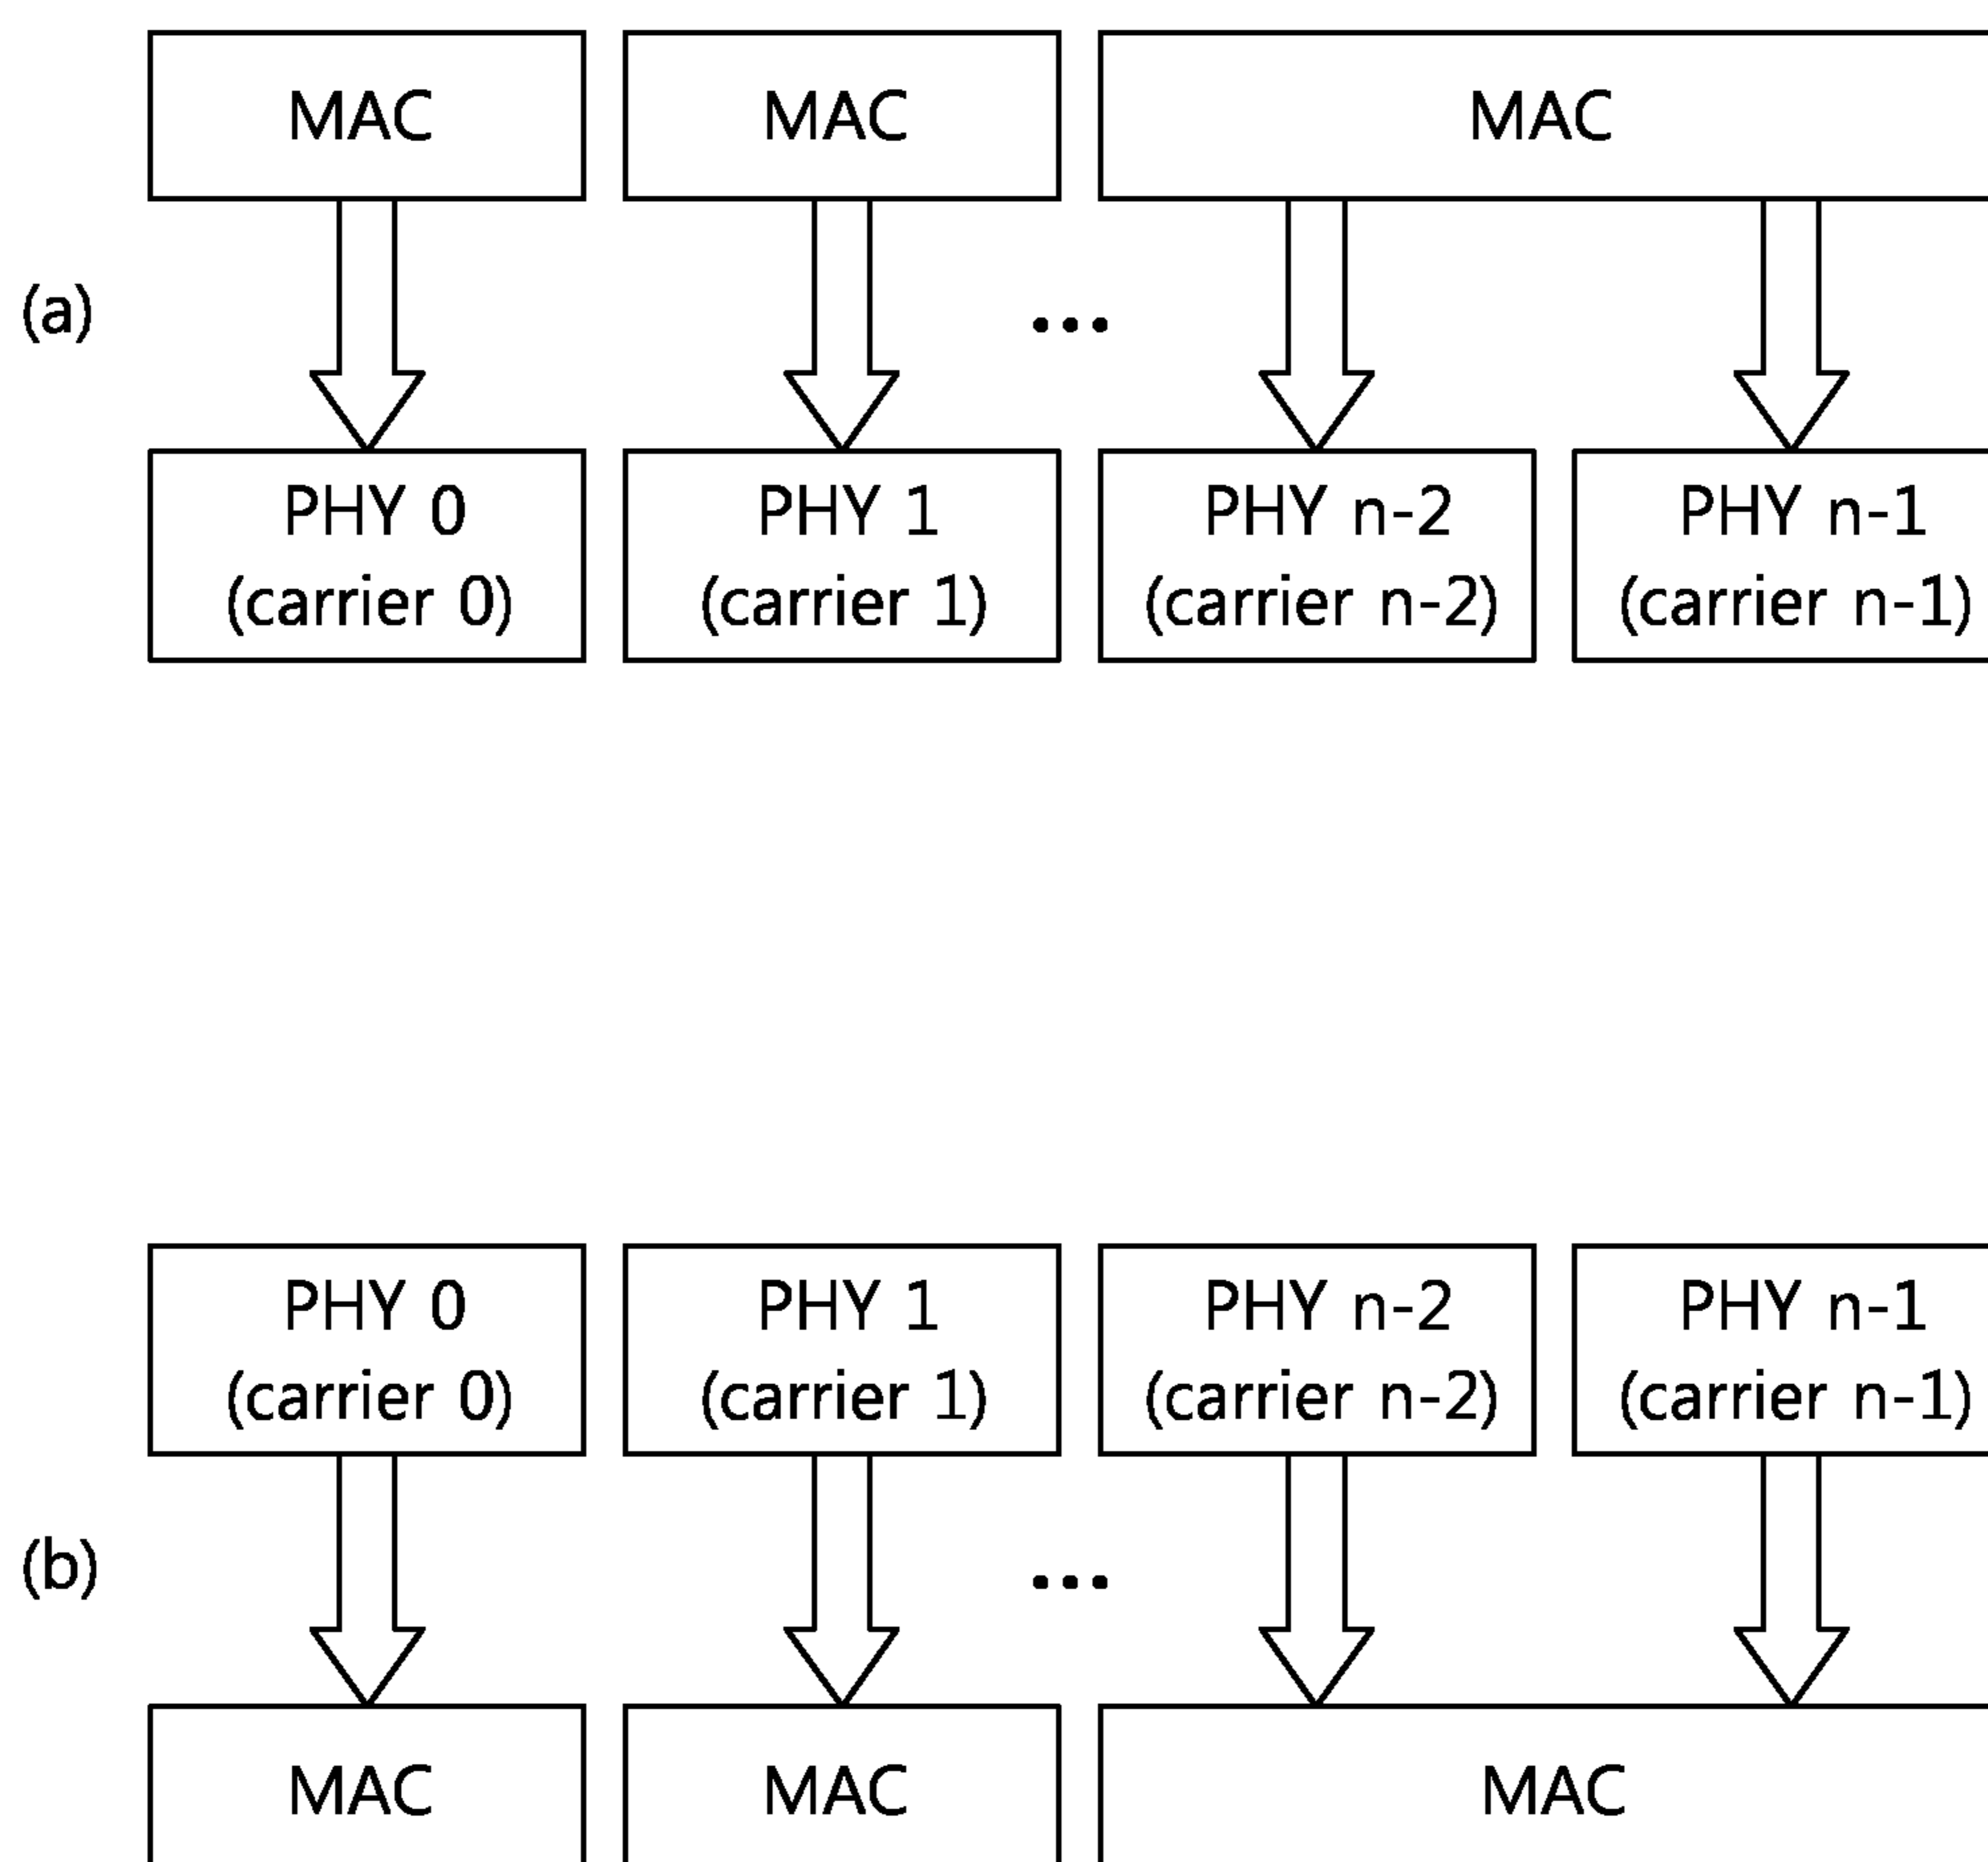 MAC MAC MAC
(a)
...
PHY 0 PHY 1 PHY n-2 PHY n-1
(carrier 0) (carrier 1) (carrier n-2) (carrier n-1)
PHY 0 PHY 1 PHY n-2 PHY n-1
(carrier 0) (carrier 1) (carrier n-2) (carrier n-1)
(b)
...
MAC MAC MAC